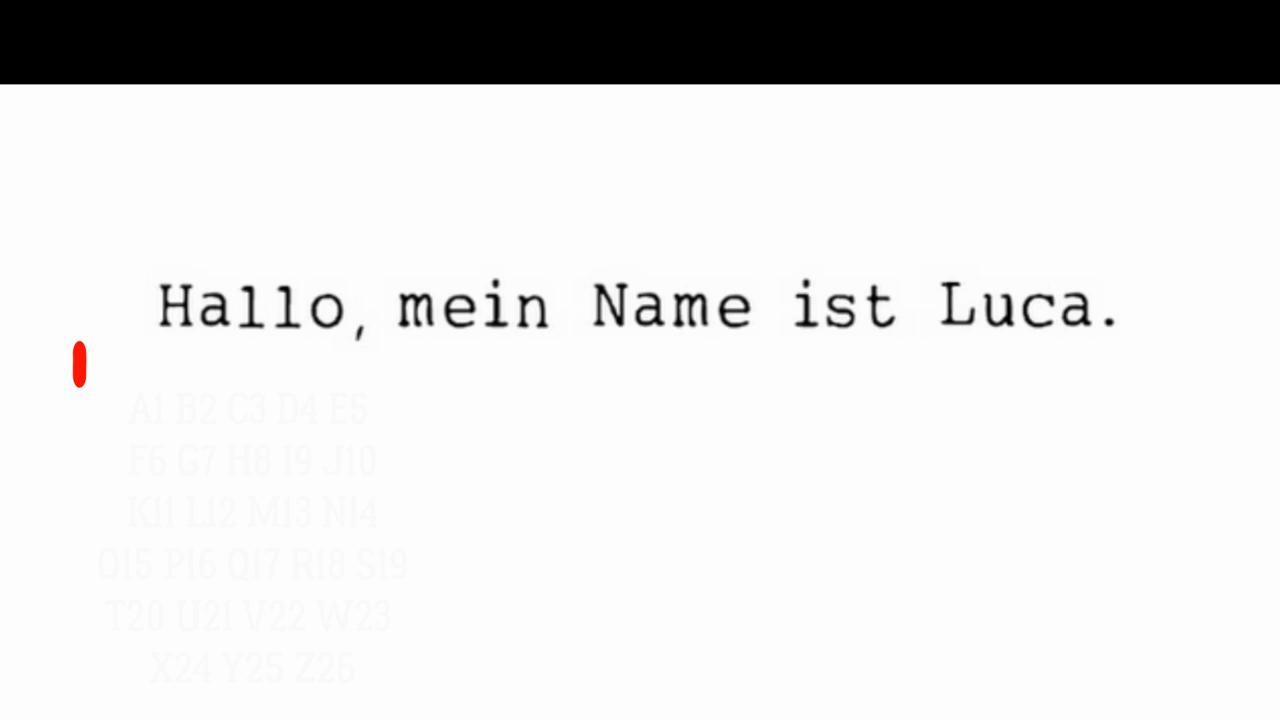 Hallo, mein Name ist Luca.
A1 B2 C3 D4 E5
F6 G7 H8 I9 J10
K11 L12 M13 N14
O15 P16 Q17 R18 S19
T20 U21 V22 W23
X24 Y25 Z26